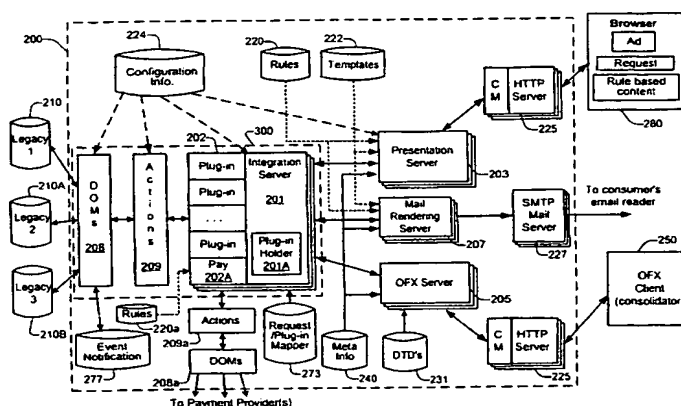 200
224
Configuration
Info.
220
Rules
222
Templates
Browser
Ad
Request
Rule based
content
280
C
M
HTTP
Server
225
210
Legacy
1
210A
Legacy
2
Legacy
3
210B
DOMs
208
Actions
209
202
300
Plug-in
Plug-in
...
Plug-in
Pay
202A
Integration
Server
201
Plug-in
Holder
201A
Presentation
Server
203
Mail
Rendering
Server
207
SMTP
Mail
Server
227
To consumer's
email reader
OFX Server
205
250
OFX
Client
(consolidator)
C
M
HTTP
Server
225
Rules
220a
Event
Notification
277
Actions
209a
DOMs
208a
To Payment Provider(s)
Request
/Plug-in
Mapper
273
Meta
Info
240
DTD's
231